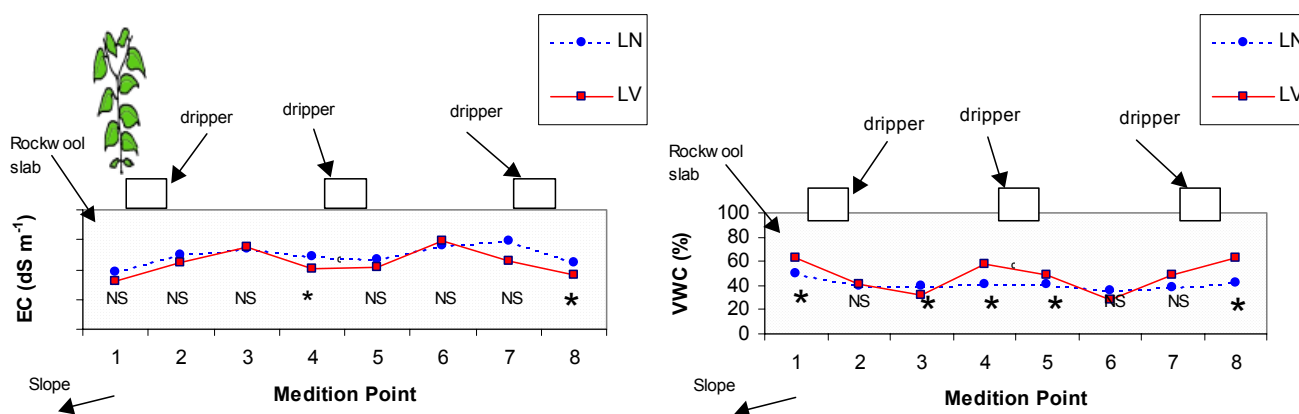 LN
LV
dripper
dripper
dripper
Rockw ool
slab
EC (dS m⁻¹)
NS NS NS * NS NS NS *
1 2 3 4 5 6 7 8
Slope
Medition Point
LN
LV
dripper
dripper
dripper
Rockw ool
slab
VWC (%)
100
80
60
40
20
0
c
c
* NS * * * NS NS *
1 2 3 4 5 6 7 8
Slope
Medition Point